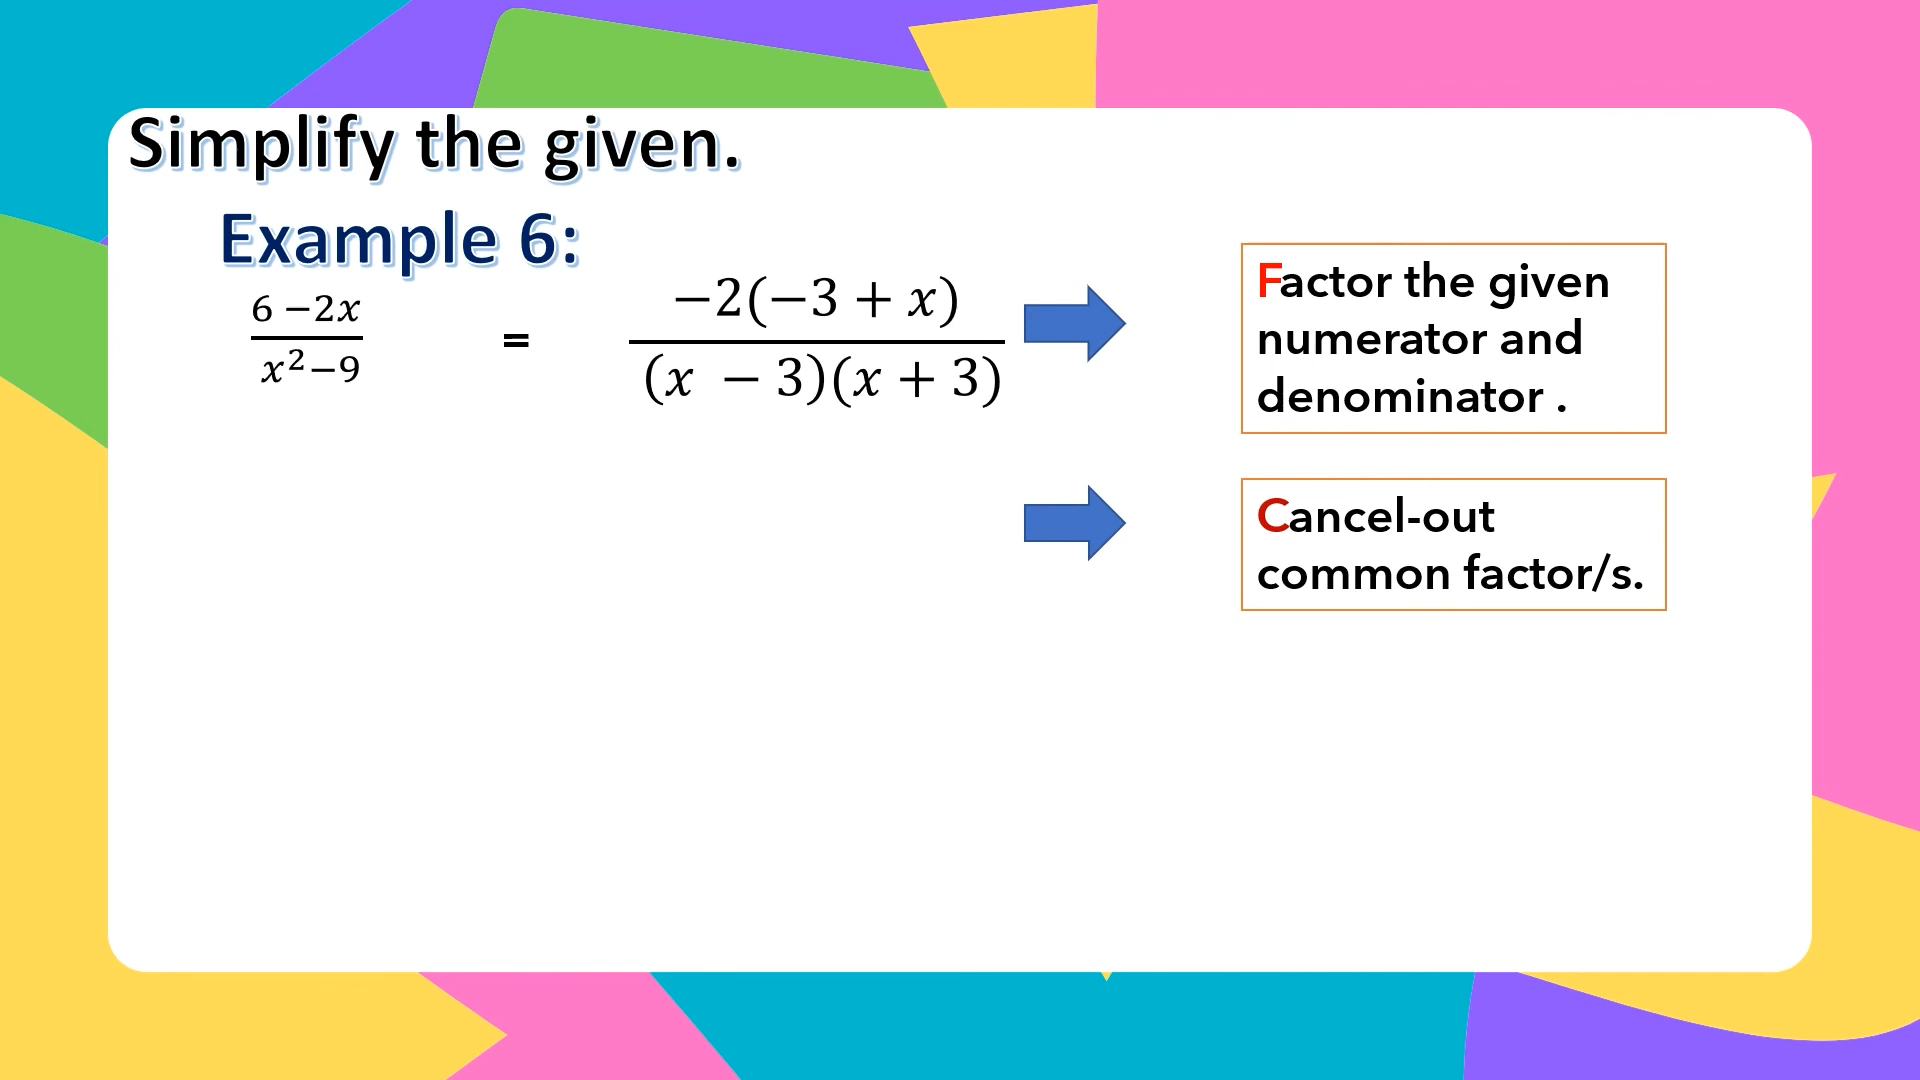 Simplify the given.
Example 6:
6 −2x
x²−9
=
−2(−3 + x)
(x − 3)(x + 3)
Factor the given
numerator and
denominator .
Cancel-out
common factor/s.